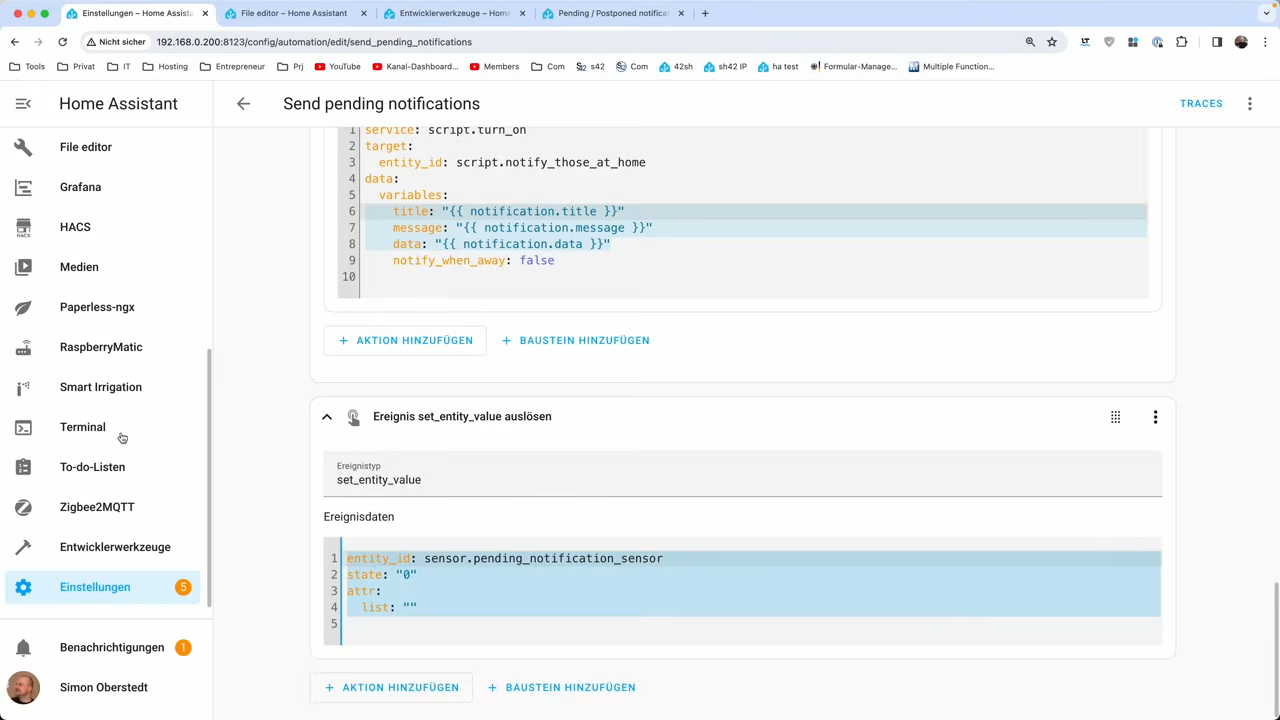 Einstellungen – Home Assista
File editor – Home Assistant
Entwicklerwerkzeuge – Home
Pending / Postponed notificat
Nicht sicher
192.168.0.200:8123/config/automation/edit/send_pending_notifications
Tools
Privat
IT
Hosting
Entrepreneur
Prj
YouTube
Kanal-Dashboard...
Members
Com
s42
Com
42sh
sh42 IP
ha test
Formular-Manage...
Multiple Function...
Home Assistant
Send pending notifications
TRACES
File editor
Grafana
HACS
HACS
Medien
Paperless-ngx
RaspberryMatic
Smart Irrigation
Terminal
To-do-Listen
Zigbee2MQTT
Entwicklerwerkzeuge
Einstellungen 5
Benachrichtigungen 1
Simon Oberstedt
1 service: script.turn_on
2 target:
3 entity_id: script.notify_those_at_home
4 data:
5 variables:
6 title: "{{ notification.title }}"
7 message: "{{ notification.message }}"
8 data: "{{ notification.data }}"
9 notify_when_away: false
10
+ AKTION HINZUFÜGEN
+ BAUSTEIN HINZUFÜGEN
Ereignis set_entity_value auslösen
Ereignistyp
set_entity_value
Ereignisdaten
1 entity_id: sensor.pending_notification_sensor
2 state: "0"
3 attr:
4 list: ""
5
+ AKTION HINZUFÜGEN
+ BAUSTEIN HINZUFÜGEN